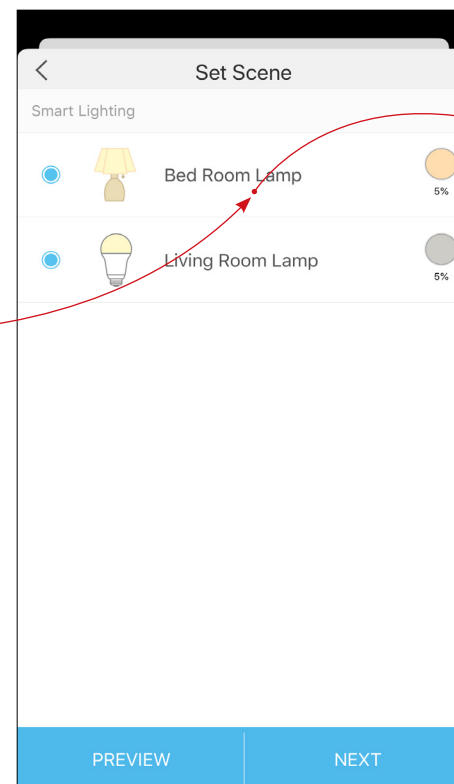 Set Scene
Smart Lighting
Bed Room Lamp
5%
Living Room Lamp
5%
PREVIEW NEXT